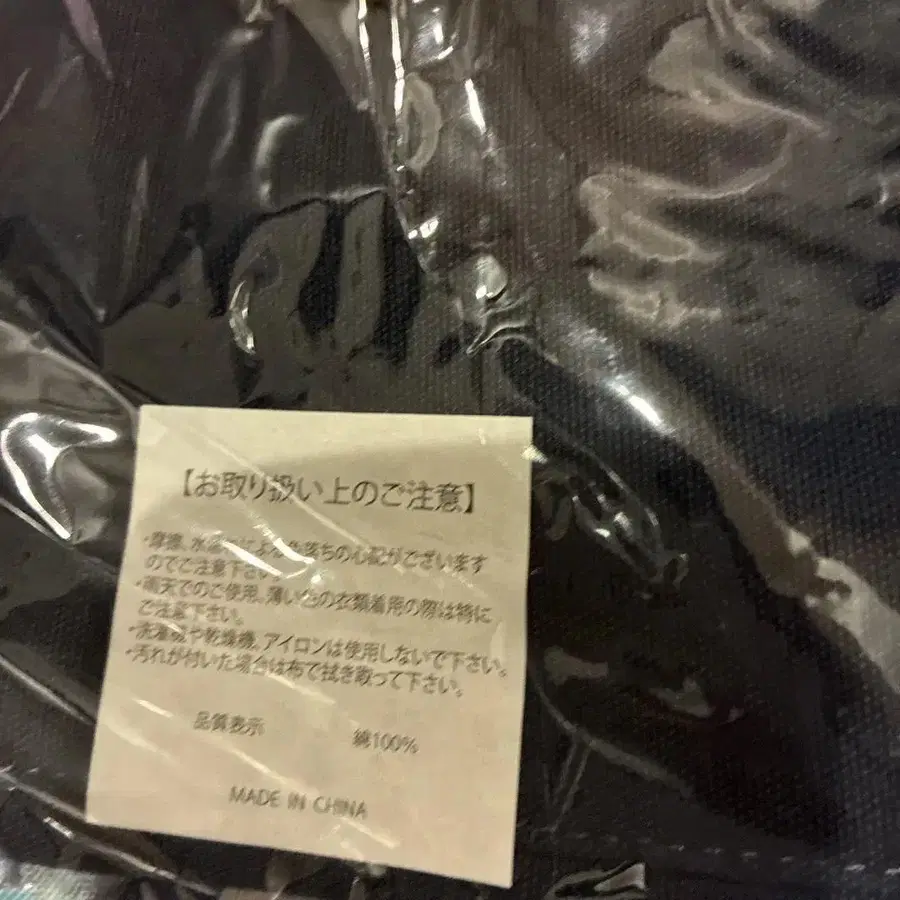 【お取り扱い上のご注意】
・摩擦、水濡れによる色落ちの心配がございます
のでご注意下さい。
・雨天でのご使用、薄い色の衣類着用の際は特に
ご注意下さい。
・洗濯機や乾燥機、アイロンは使用しないで下さい。
・汚れが付いた場合は布で拭き取って下さい。
品質表示 綿100%
MADE IN CHINA